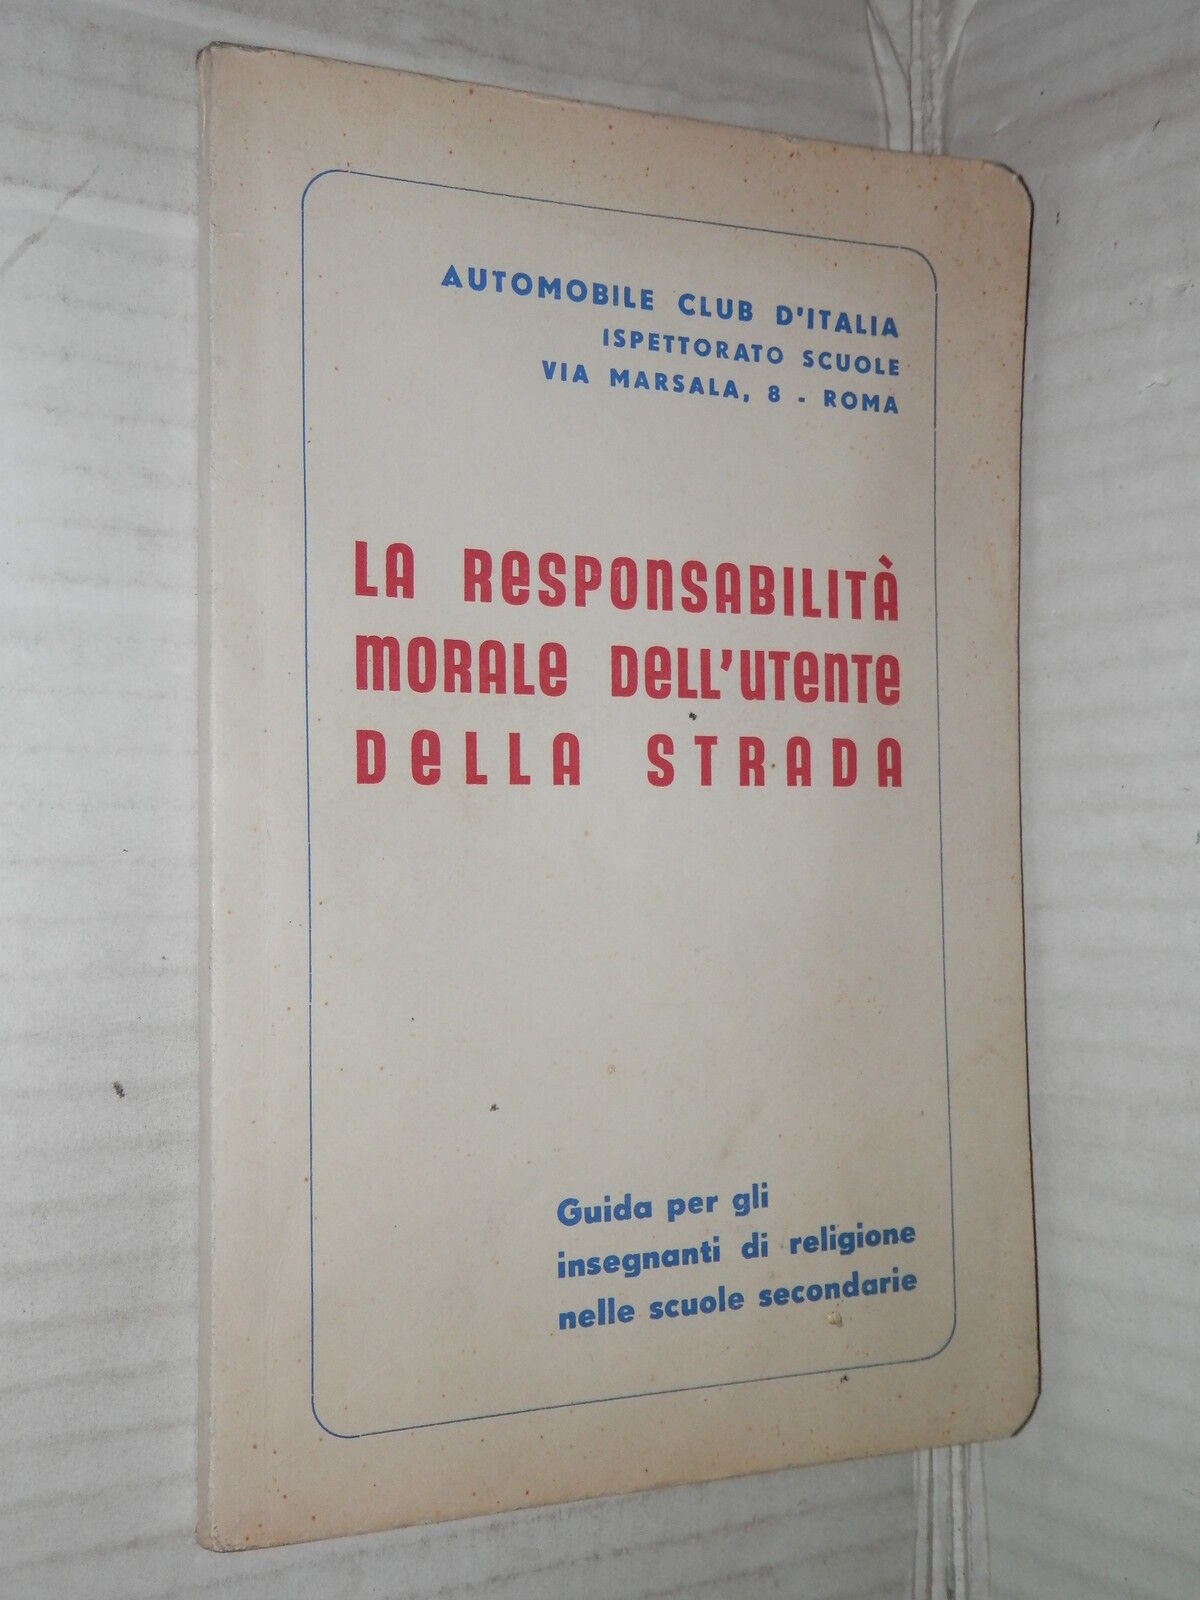 AUTOMOBILE CLUB D'ITALIA
ISPETTORATO SCUOLE
VIA MARSALA, 8 - ROMA
LA RESPONSABILITÀ
MORALE DELL'UTENTE
DELLA STRADA
Guida per gli
insegnanti di religione
nelle scuole secondarie